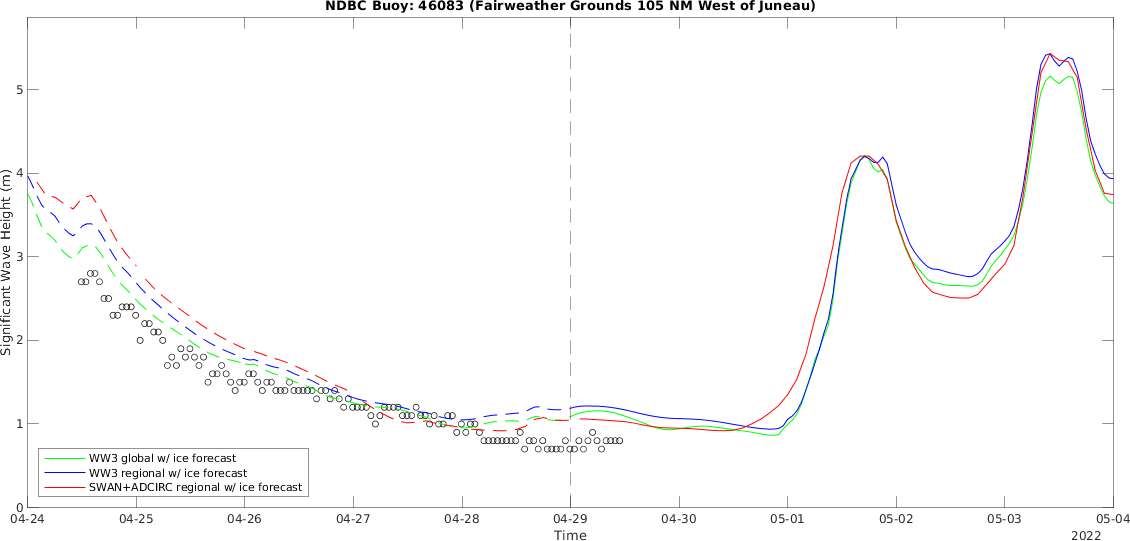 NDBC Buoy: 46083 (Fairweather Grounds 105 NM West of Juneau)
Significant Wave Height (m)
5
4
3
2
1
0
WW3 global w/ ice forecast
WW3 regional w/ ice forecast
SWAN+ADCIRC regional w/ ice forecast
04-24 04-25 04-26 04-27 04-28 04-29 04-30 05-01 05-02 05-03 05-04
Time
2022